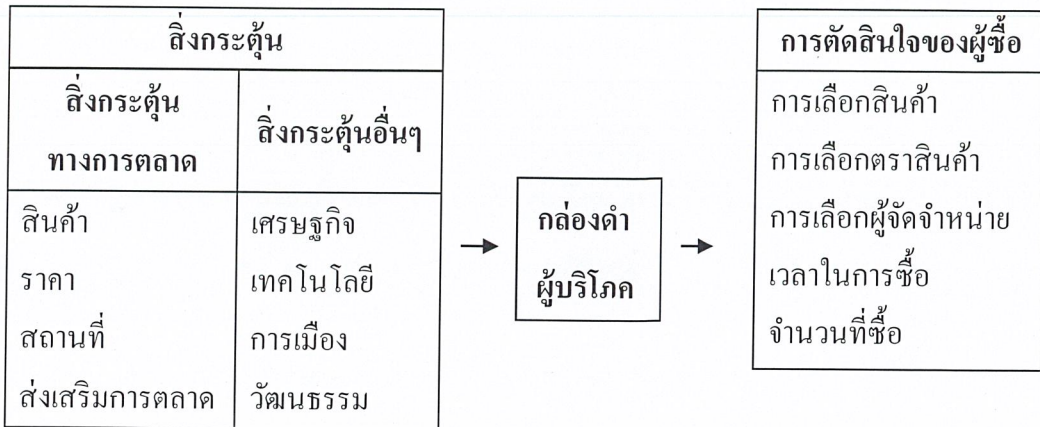 สิ่งกระตุ้น
สิ่งกระตุ้น
ทางการตลาด
สิ่งกระตุ้นอื่นๆ
สินค้า
ราคา
สถานที่
ส่งเสริมการตลาด
เศรษฐกิจ
เทคโนโลยี
การเมือง
วัฒนธรรม
กล่องดำ
ผู้บริโภค
การตัดสินใจของผู้ซื้อ
การเลือกสินค้า
การเลือกตราสินค้า
การเลือกผู้จัดจำหน่าย
เวลาในการซื้อ
จำนวนที่ซื้อ